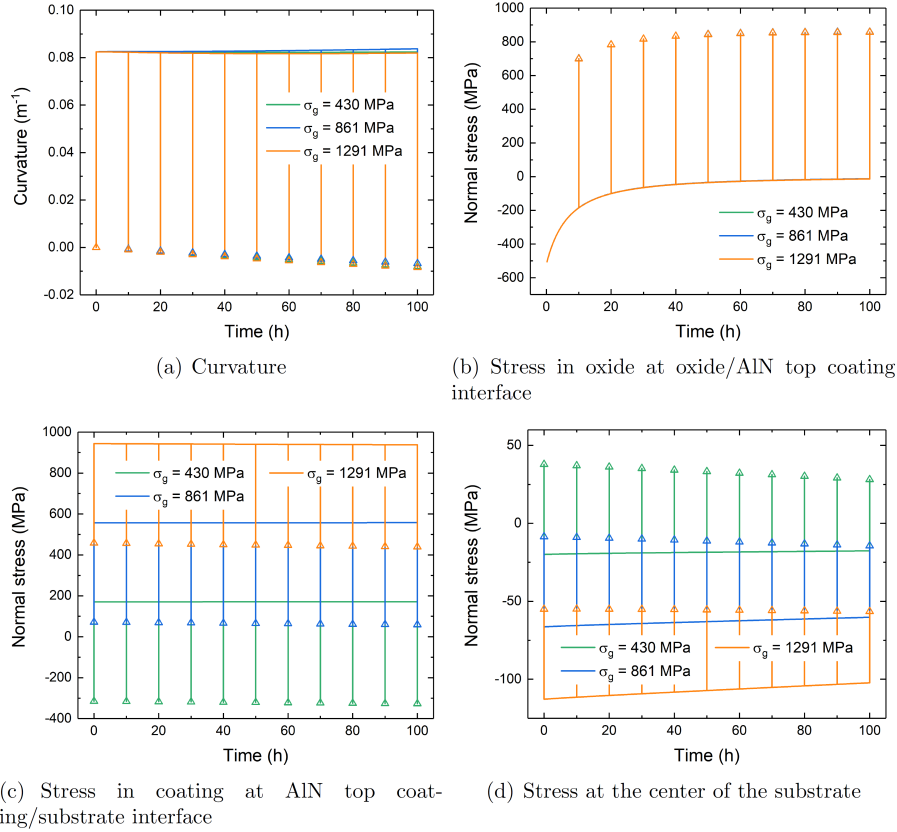 0.10
0.08
0.06
0.04
0.02
0.00
-0.02
Curvature (m⁻¹)
σg = 430 MPa
σg = 861 MPa
σg = 1291 MPa
0 20 40 60 80 100
Time (h)
(a) Curvature
1000
800
600
400
200
0
-200
-400
-600
Normal stress (MPa)
σg = 430 MPa
σg = 861 MPa
σg = 1291 MPa
0 20 40 60 80 100
Time (h)
(b) Stress in oxide at oxide/AlN top coating
interface
1000
800
600
400
200
0
-200
-400
Normal stress (MPa)
σg = 430 MPa σg = 1291 MPa
σg = 861 MPa
0 20 40 60 80 100
Time (h)
(c) Stress in coating at AlN top coat-
ing/substrate interface
50
0
-50
-100
Normal stress (MPa)
σg = 430 MPa σg = 1291 MPa
σg = 861 MPa
0 20 40 60 80 100
Time (h)
(d) Stress at the center of the substrate